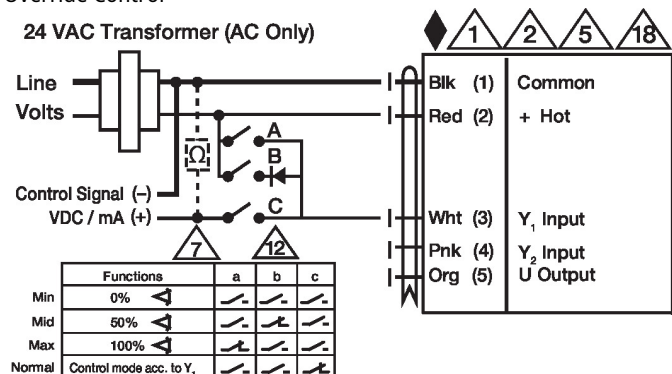 Override Control
24 VAC Transformer (AC Only)
1 2 5 18
Line
Volts
Blk (1) Common
Red (2) + Hot
A
Ω
B
Control Signal (−)
VDC / mA (+)
C
Wht (3) Y₁ Input
Pnk (4) Y₂ Input
Org (5) U Output
7 12
Functions a b c
Min 0%
Mid 50%
Max 100%
Normal Control mode acc. to Y,